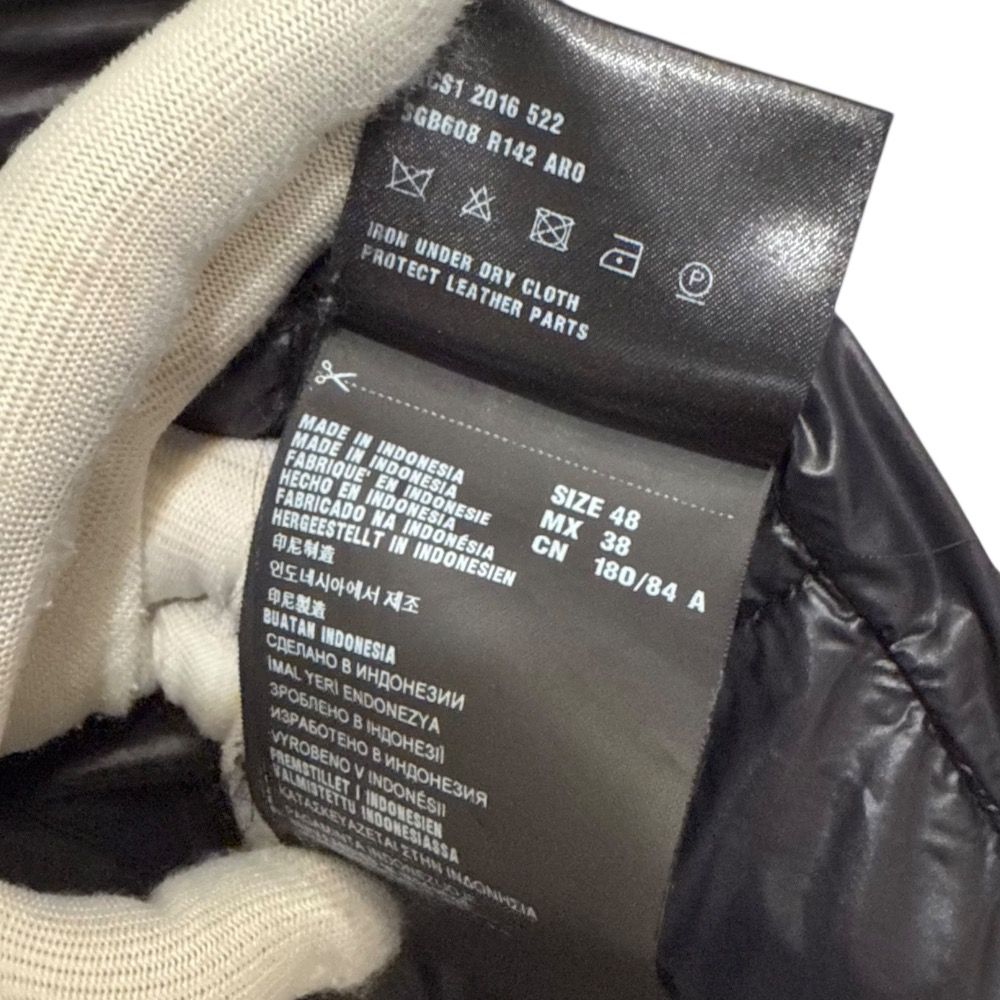 CS1 2016 522
SGB608 R142 ARO
P
IRON UNDER DRY CLOTH
PROTECT LEATHER PARTS
MADE IN INDONESIA
MADE IN INDONESIA
FABRIQUE' EN INDONESIE
HECHO EN INDONESIA
FABRICADO NA INDONÉSIA
HERGEESTELLT IN INDONESIEN
印尼制造
인도네시아에서 제조
印尼製造
BUATAN INDONESIA
СДЕЛАНО В ИНДОНЕЗИИ
İMAL YERİ ENDONEZYA
ЗРОБЛЕНО В ІНДОНЕЗІЇ
ИЗРАБОТЕНО В ИНДОНЕЗИЯ
VYROBENO V INDONÉSII
FREMSTILLET I INDONESIEN
VALMISTETTU INDONESIASSA
ΚΑΤΑΣΚΕΥΑΖΕΤΑΙ ΣΤΗΝ ΙΝΔΟΝΗΣΙΑ
SIZE 48
MX 38
CN 180/84 A